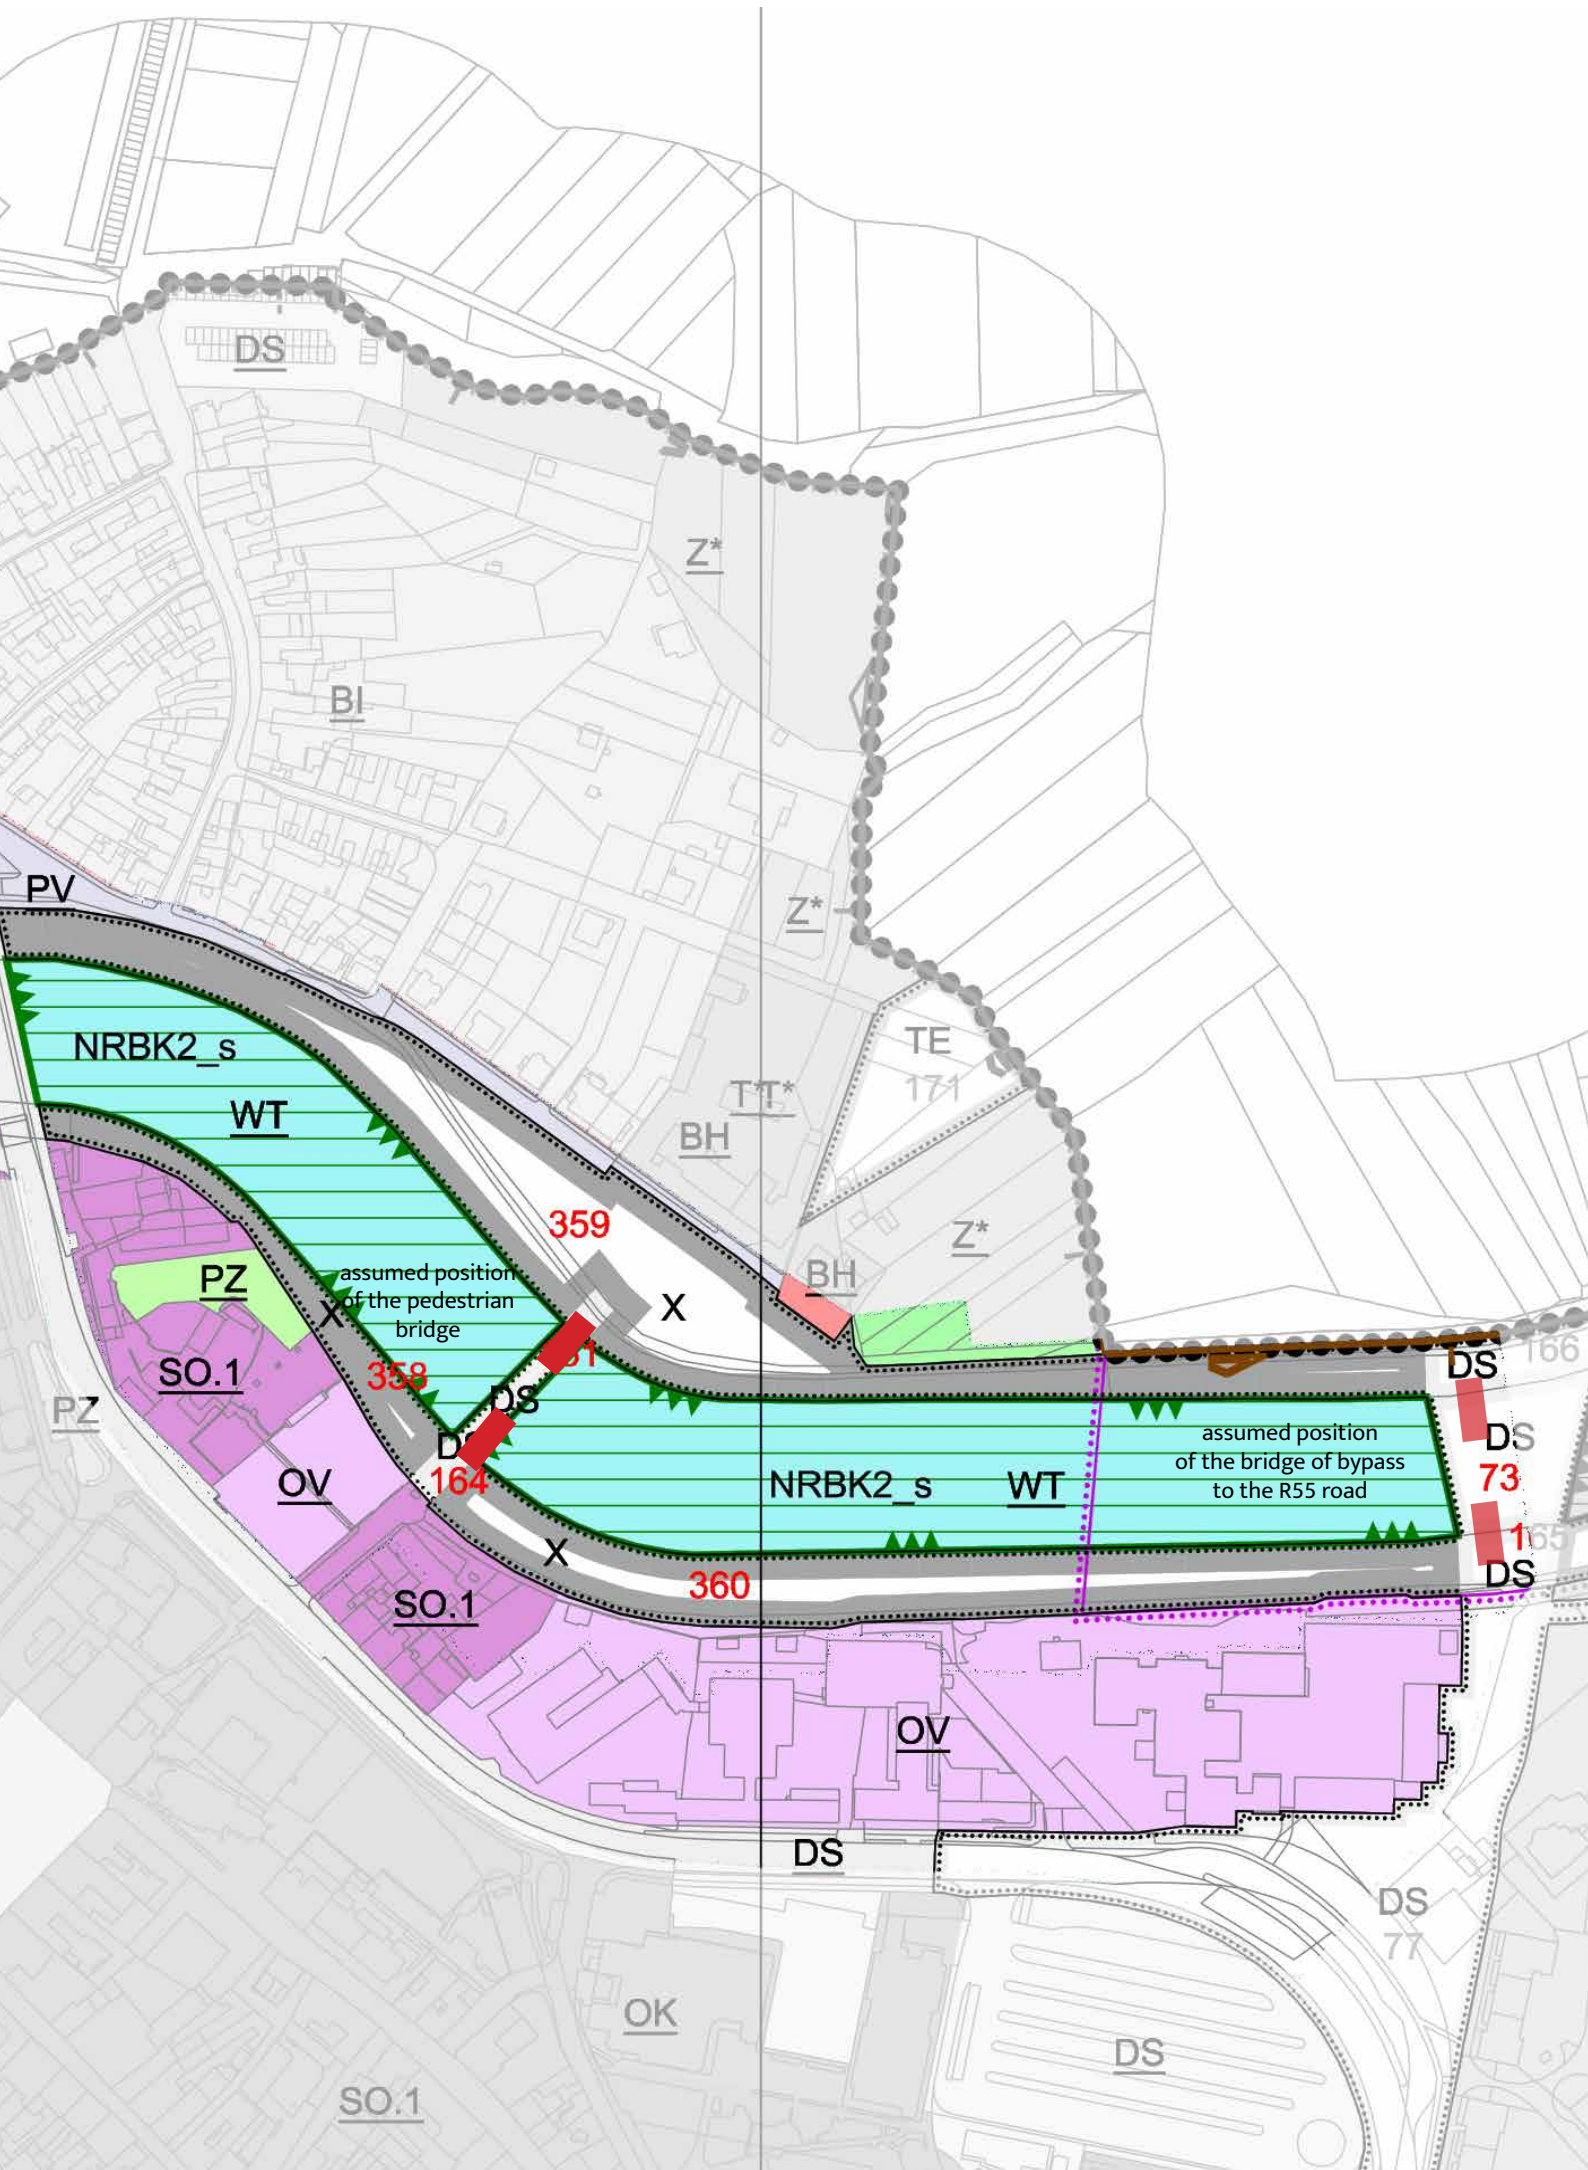 DS
Z*
BI
PV
Z*
NRBK2_s
TE
171
WT
BH
359
Z*
BH
PZ
assumed position
of the pedestrian
bridge
X
X
SO.1
358
DS
166
PZ
DS
assumed position
of the bridge of bypass
to the R55 road
DS
73
164
OV
NRBK2_s
WT
165
X
DS
360
SO.1
OV
DS
DS
77
OK
DS
SO.1